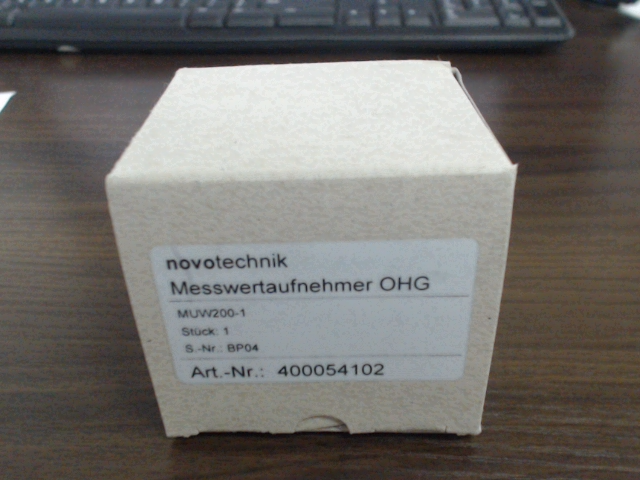 novotechnik
Messwertaufnehmer OHG
MUW200-1
Stück: 1
S.-Nr.: BP04
Art.-Nr.: 400054102